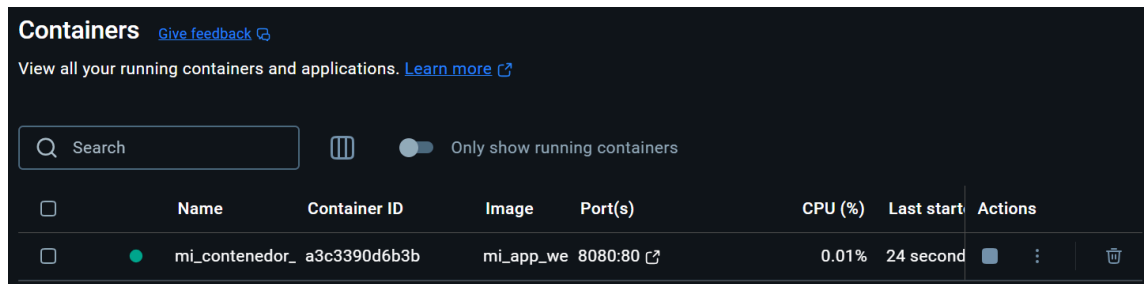 Containers Give feedback
View all your running containers and applications. Learn more
Search Only show running containers
Name Container ID Image Port(s) CPU (%) Last starte Actions
mi_contenedor_ a3c3390d6b3b mi_app_we 8080:80 0.01% 24 second